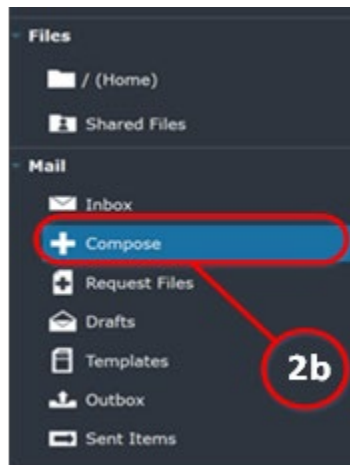 Files
/ (Home)
Shared Files
Mail
Inbox
Compose
Request Files
Drafts
Templates
2b
Outbox
Sent Items